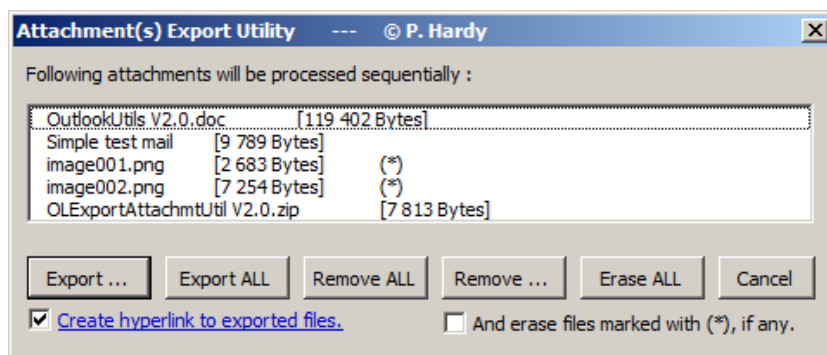 Attachment(s) Export Utility --- © P. Hardy
Following attachments will be processed sequentially :
OutlookUtils V2.0.doc [119 402 Bytes]
Simple test mail [9 789 Bytes]
image001.png [2 683 Bytes] (*)
image002.png [7 254 Bytes] (*)
OLExportAttachmtUtil V2.0.zip [7 813 Bytes]
Export ... Export ALL Remove ALL Remove ... Erase ALL Cancel
Create hyperlink to exported files. And erase files marked with (*), if any.